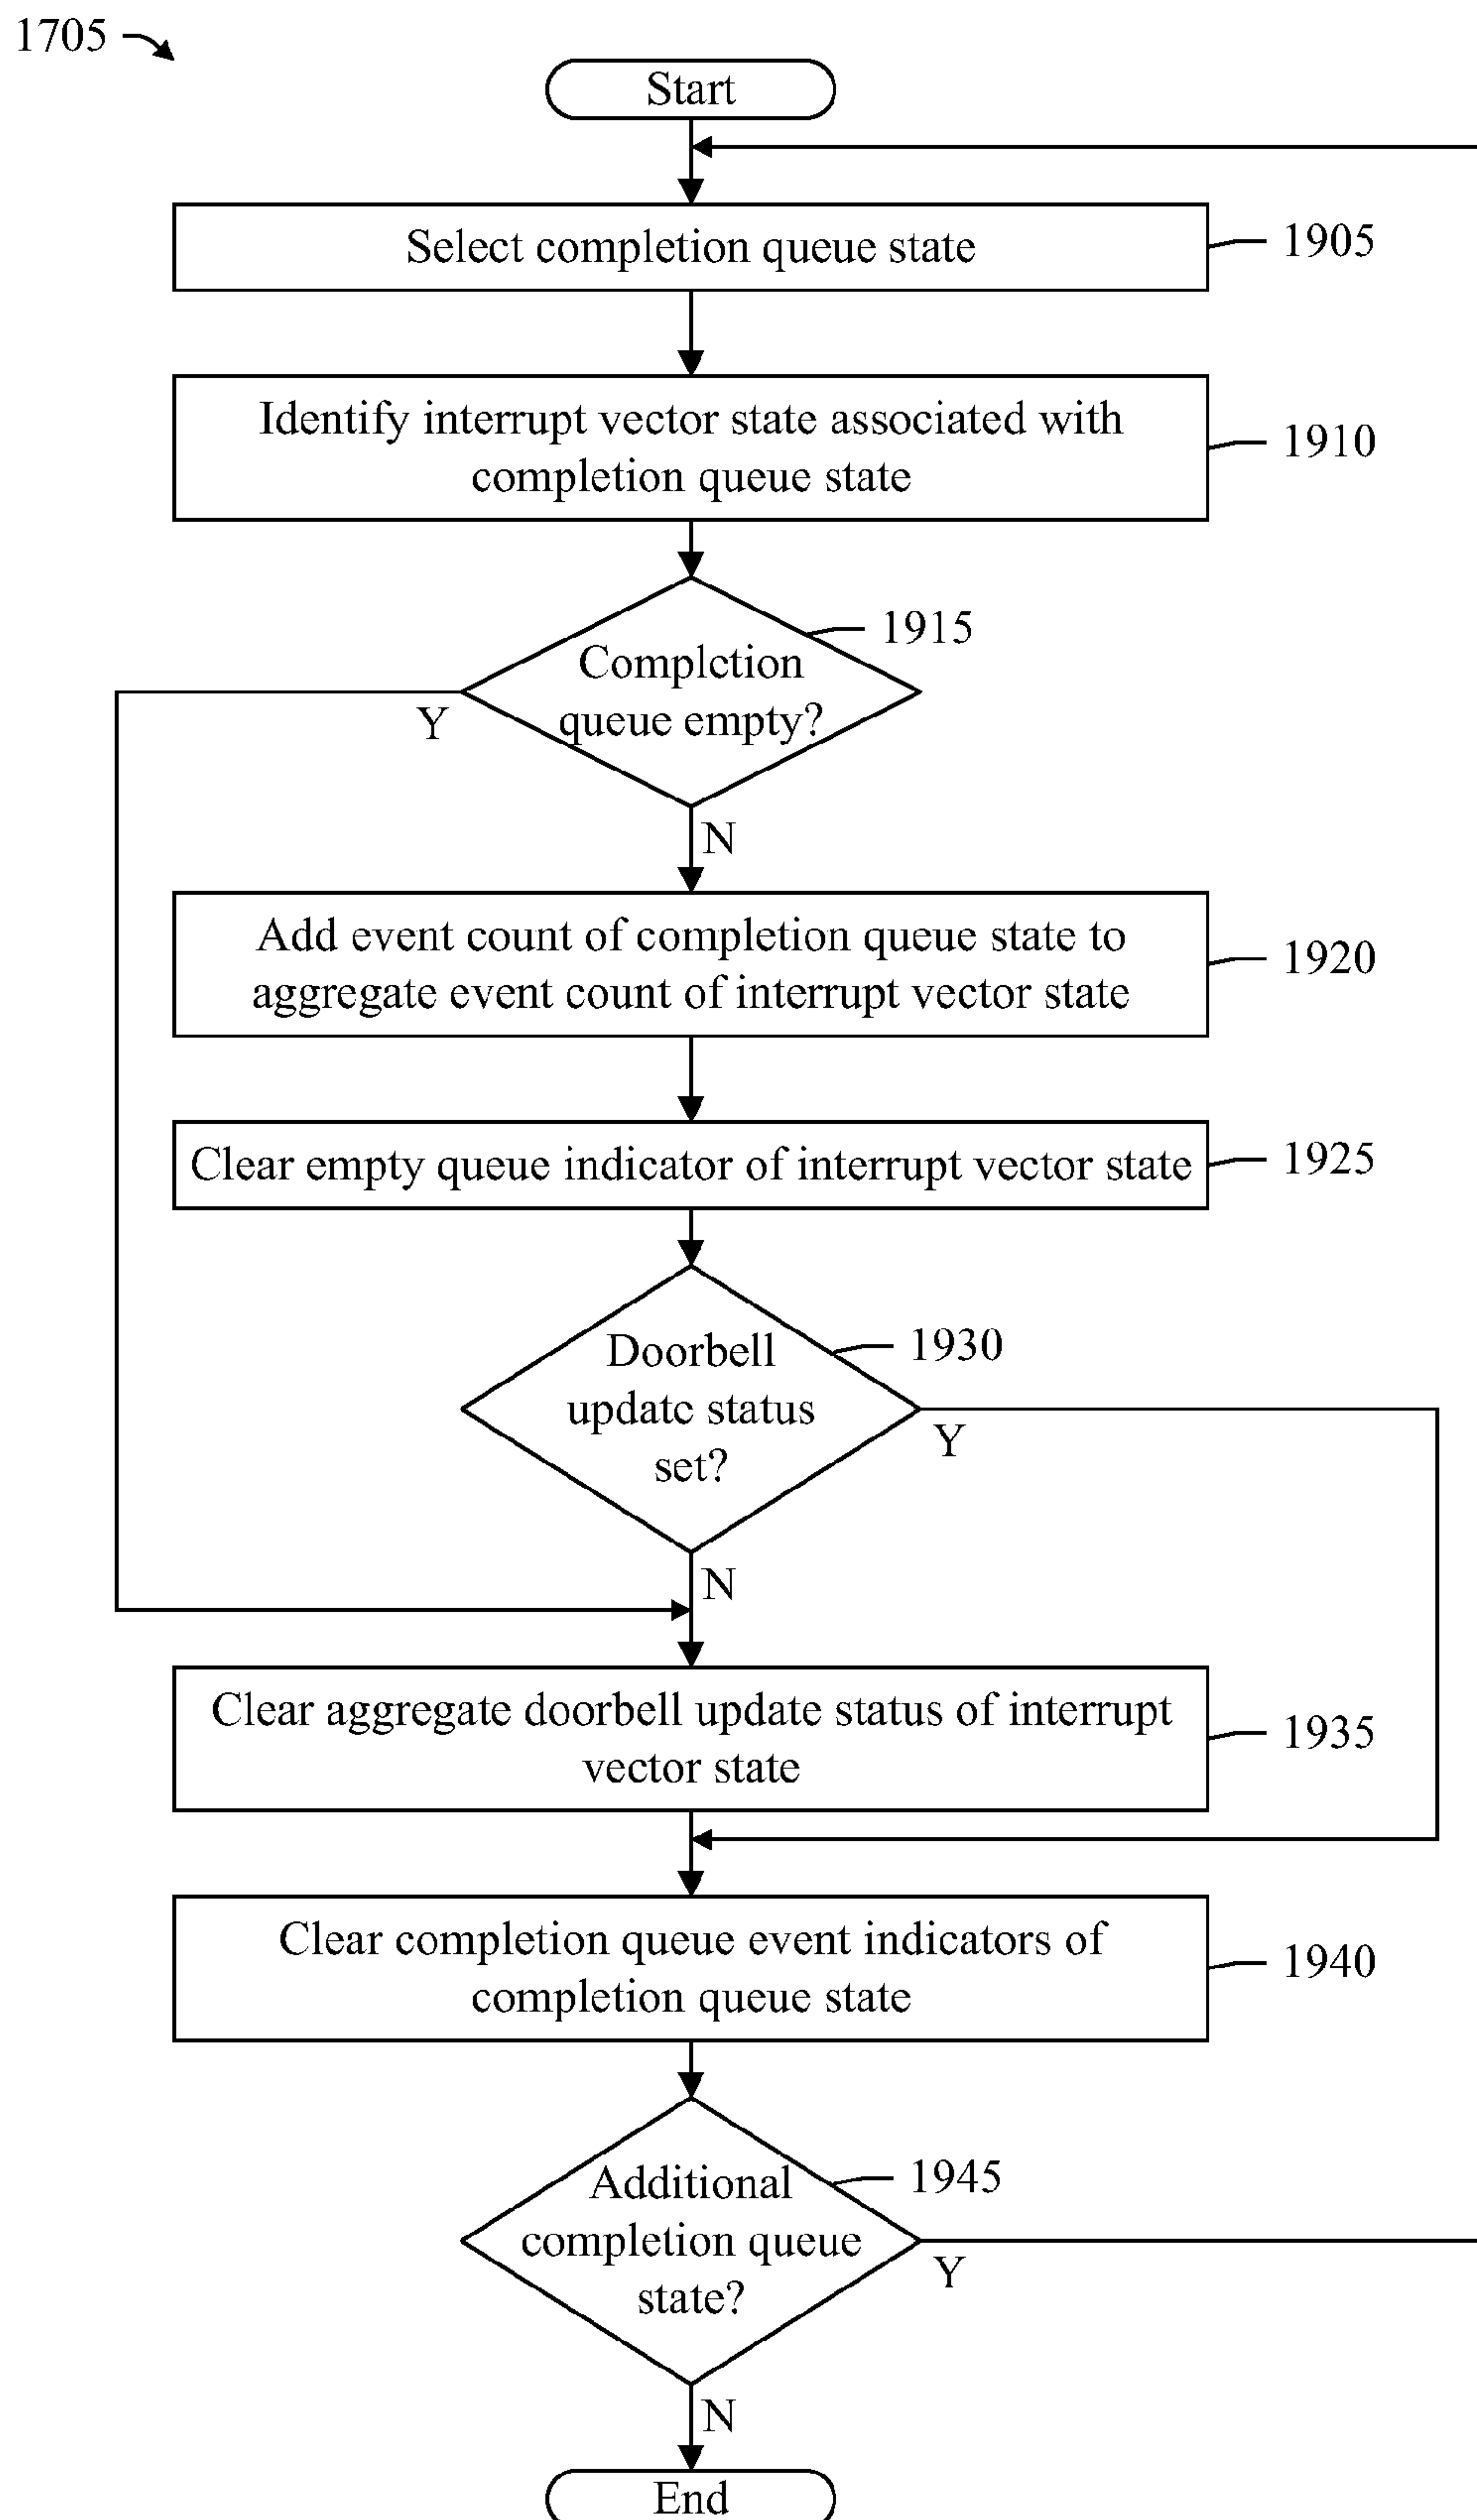 1705
Start
Select completion queue state
1905
Identify interrupt vector state associated with
completion queue state
1910
1915
Completion
queue empty?
Y
N
Add event count of completion queue state to
aggregate event count of interrupt vector state
1920
Clear empty queue indicator of interrupt vector state
1925
1930
Doorbell
update status
set?
Y
N
Clear aggregate doorbell update status of interrupt
vector state
1935
Clear completion queue event indicators of
completion queue state
1940
1945
Additional
completion queue
state?
Y
N
End